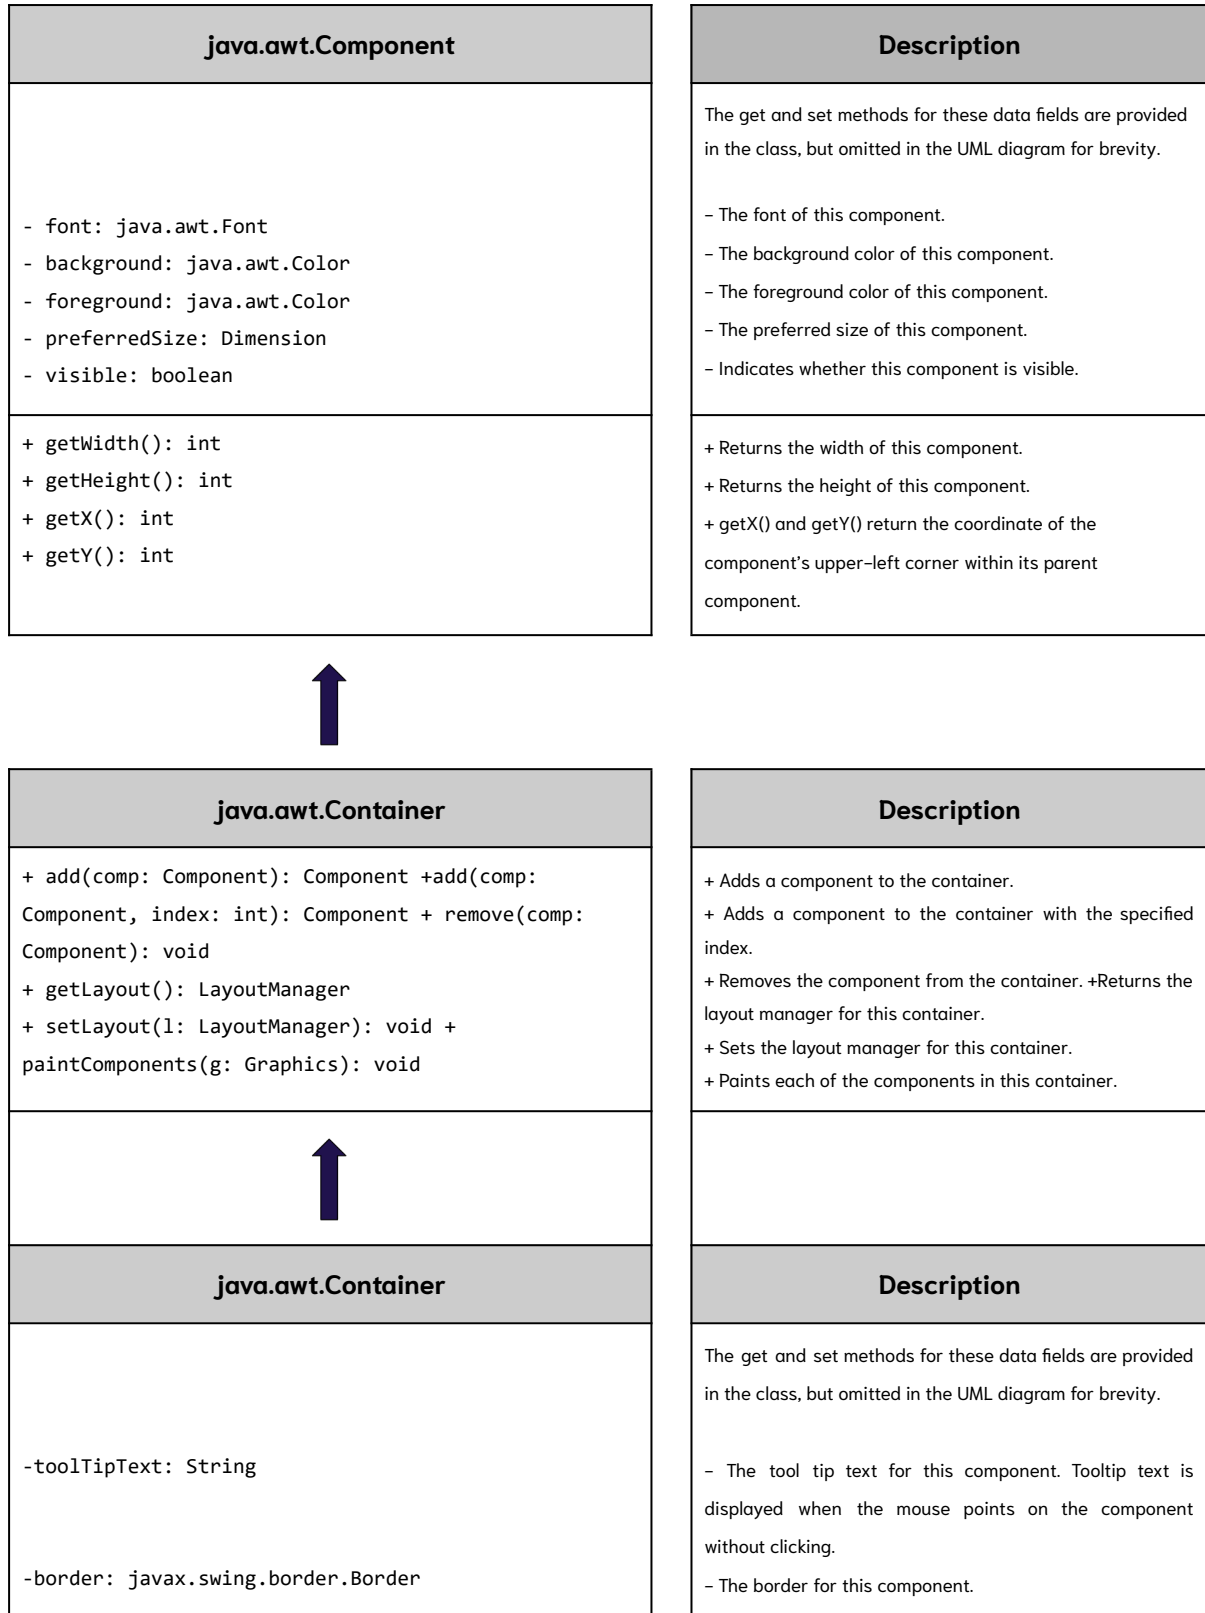 java.awt.Component
- font: java.awt.Font
- background: java.awt.Color
- foreground: java.awt.Color
- preferredSize: Dimension
- visible: boolean
+ getWidth(): int
+ getHeight(): int
+ getX(): int
+ getY(): int
Description
The get and set methods for these data fields are provided
in the class, but omitted in the UML diagram for brevity.
– The font of this component.
– The background color of this component.
– The foreground color of this component.
– The preferred size of this component.
– Indicates whether this component is visible.
+ Returns the width of this component.
+ Returns the height of this component.
+ getX() and getY() return the coordinate of the
component’s upper–left corner within its parent
component.
java.awt.Container
+ add(comp: Component): Component +add(comp:
Component, index: int): Component + remove(comp:
Component): void
+ getLayout(): LayoutManager
+ setLayout(l: LayoutManager): void +
paintComponents(g: Graphics): void
Description
+ Adds a component to the container.
+ Adds a component to the container with the specified
index.
+ Removes the component from the container. +Returns the
layout manager for this container.
+ Sets the layout manager for this container.
+ Paints each of the components in this container.
java.awt.Container
-toolTipText: String
-border: javax.swing.border.Border
Description
The get and set methods for these data fields are provided
in the class, but omitted in the UML diagram for brevity.
– The tool tip text for this component. Tooltip text is
displayed when the mouse points on the component
without clicking.
– The border for this component.